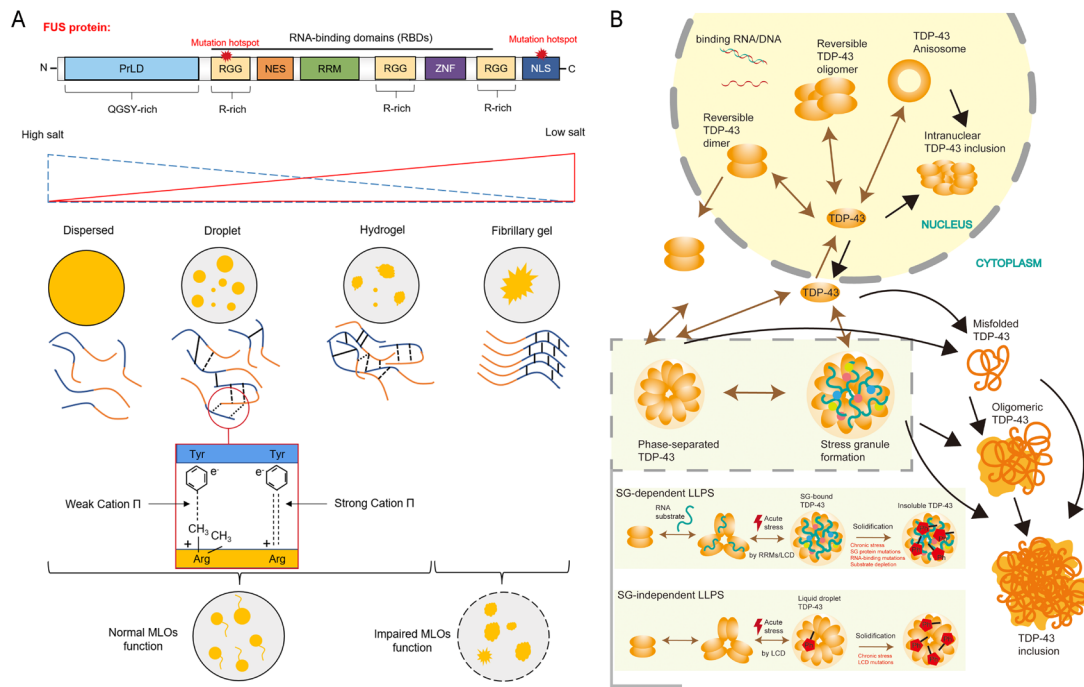 A
FUS protein:
RNA-binding domains (RBDs)
Mutation hotspot
Mutation hotspot
N
PrLD
RGG
NES
RRM
RGG
ZNF
RGG
NLS
C
QGSY-rich
R-rich
R-rich
R-rich
High salt
Low salt
Dispersed
Droplet
Hydrogel
Fibrillary gel
Tyr
Tyr
e-
e-
Weak Cation Π
Strong Cation Π
CH3
CH3
+
+
Arg
Arg
Normal MLOs
function
Impaired MLOs
function
B
binding RNA/DNA
Reversible
TDP-43
oligomer
TDP-43
Anisosome
Reversible
TDP-43
dimer
Intranuclear
TDP-43 inclusion
TDP-43
NUCLEUS
CYTOPLASM
TDP-43
Misfolded
TDP-43
Oligomeric
TDP-43
Phase-separated
TDP-43
Stress granule
formation
SG-dependent LLPS
RNA
substrate
Acute
stress
by RRMs/LCD
SG-bound
TDP-43
Solidification
Chronic stress
SG protein mutations
RNA-binding mutations
Substrate depletion
Insoluble TDP-43
SG-independent LLPS
Acute
stress
by LCD
Liquid droplet
TDP-43
Solidification
Chronic stress
LCD mutations
TDP-43
inclusion